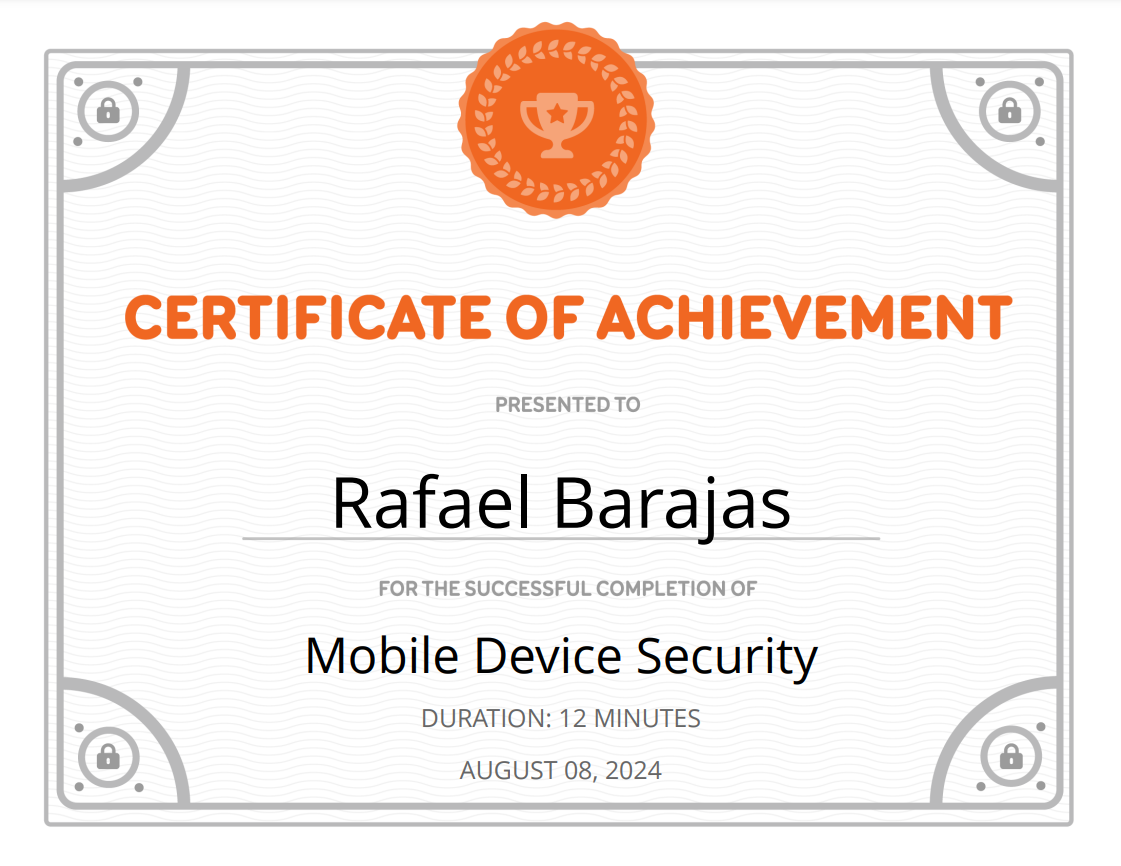 CERTIFICATE OF ACHIEVEMENT
PRESENTED TO
Rafael Barajas
FOR THE SUCCESSFUL COMPLETION OF
Mobile Device Security
DURATION: 12 MINUTES
AUGUST 08, 2024